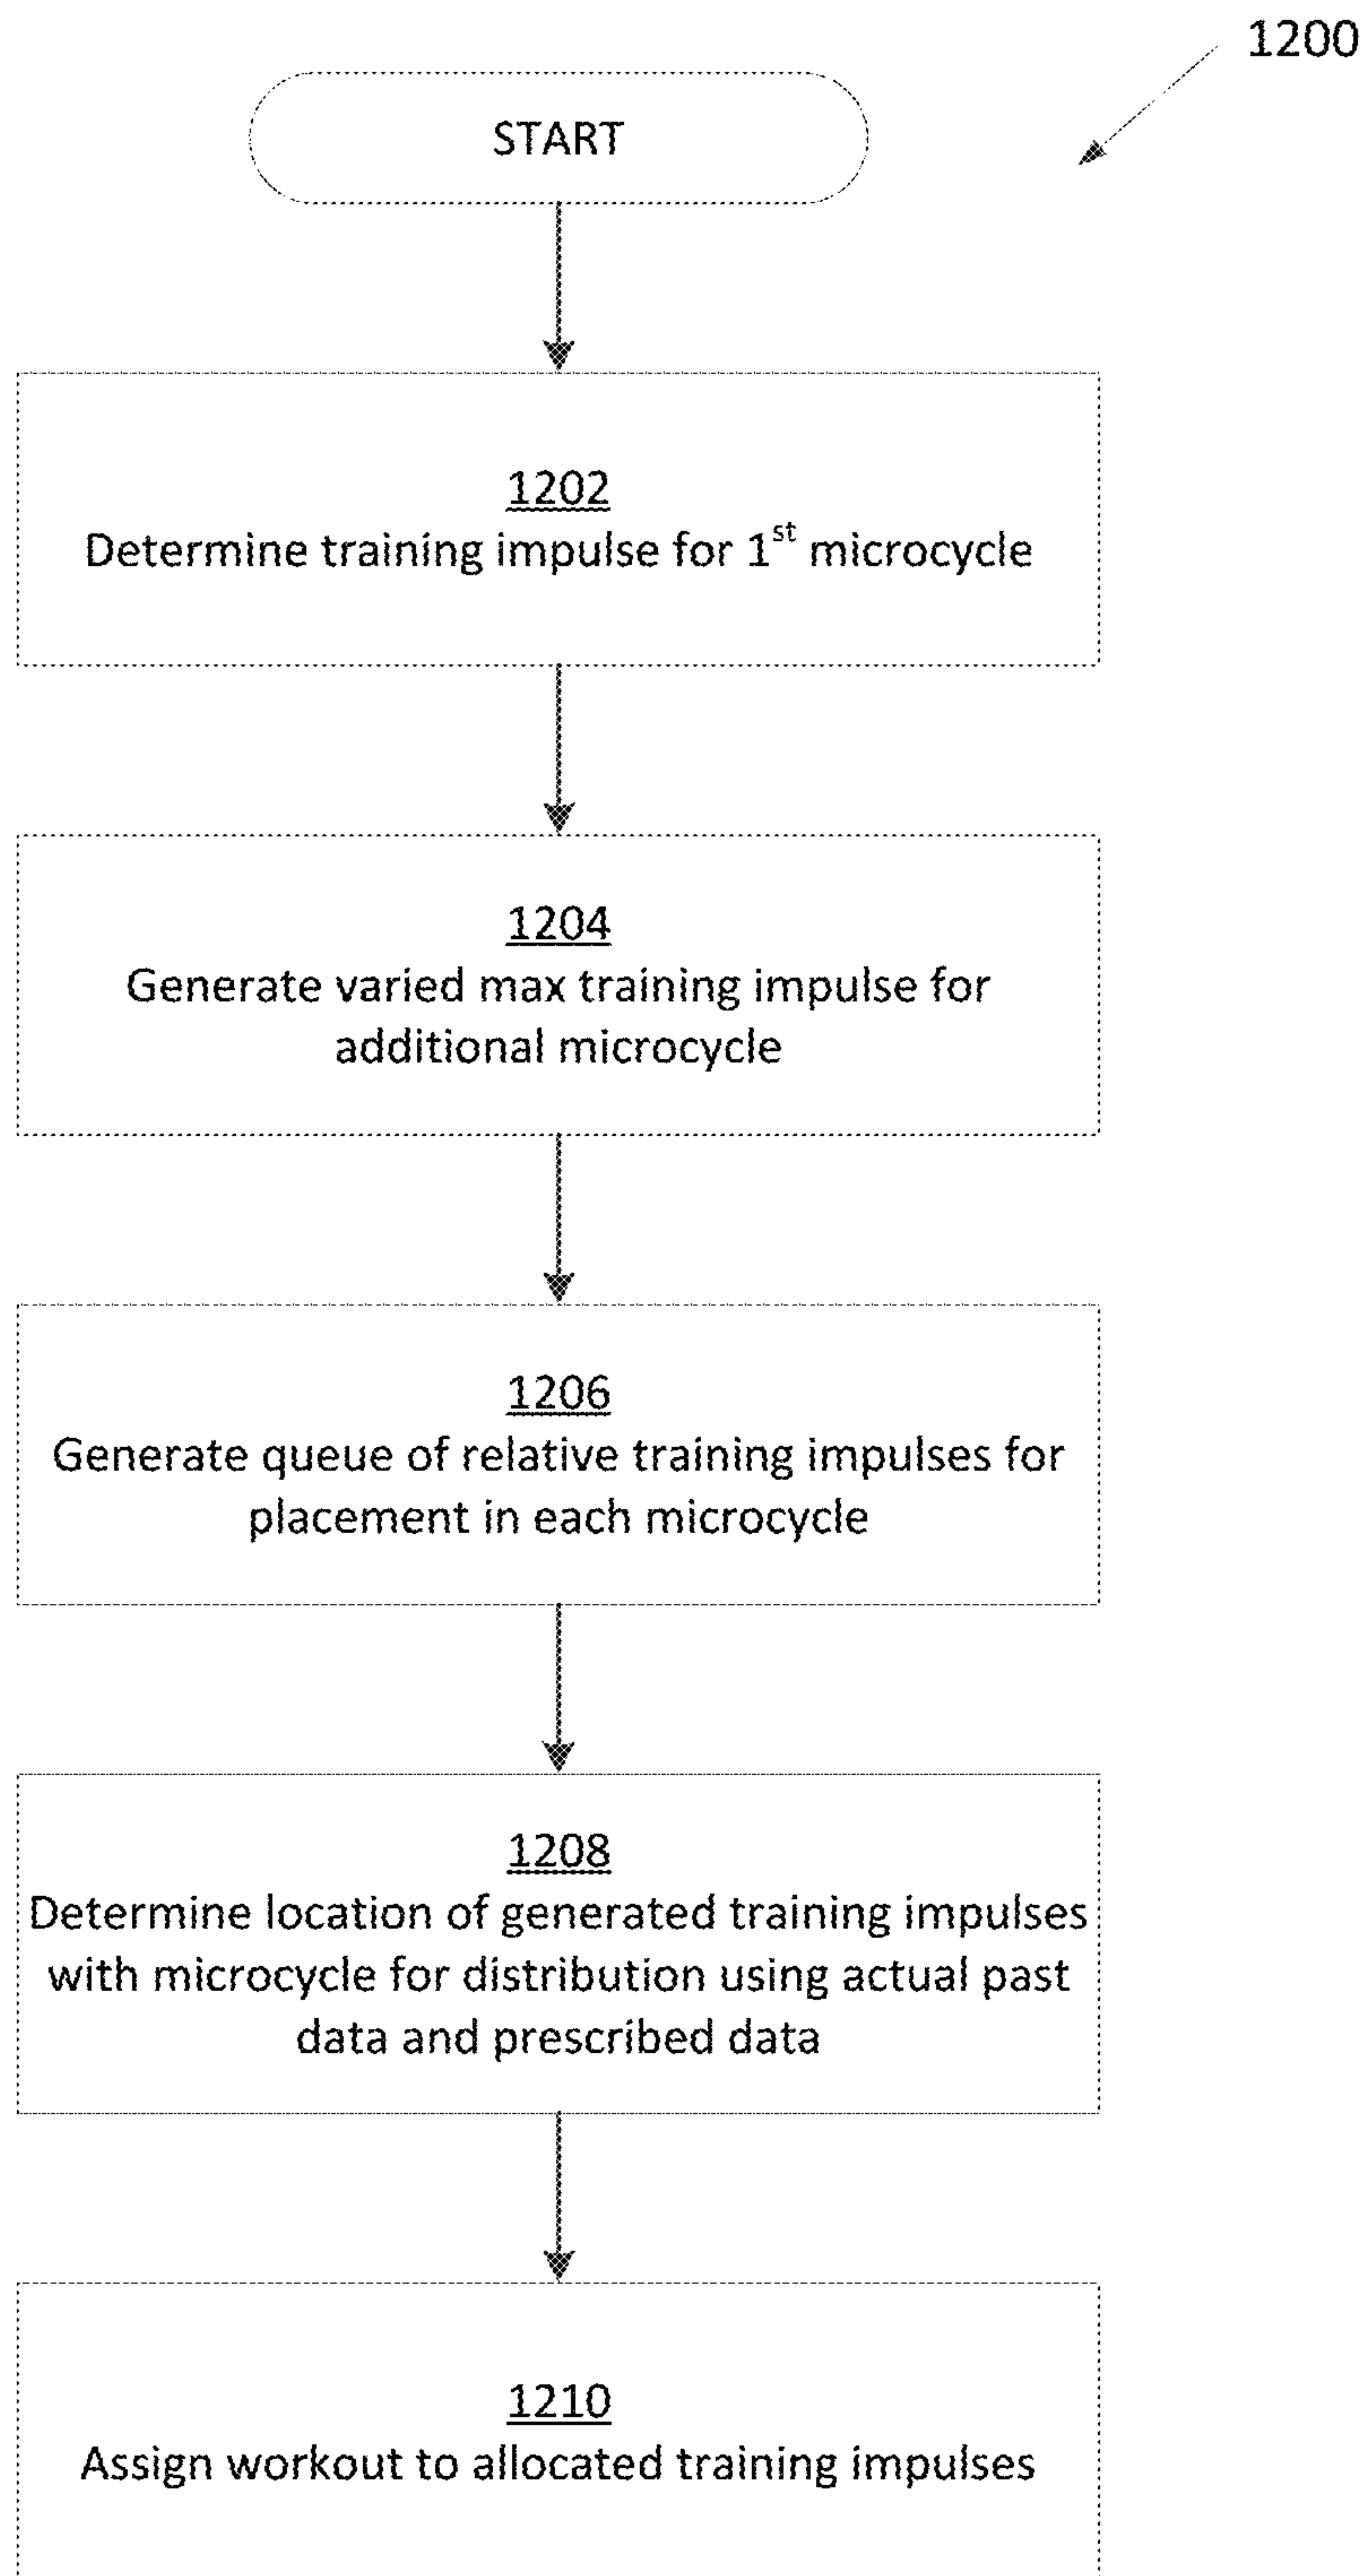 1200
START
1202
Determine training impulse for 1st microcycle
1204
Generate varied max training impulse for
additional microcycle
1206
Generate queue of relative training impulses for
placement in each microcycle
1208
Determine location of generated training impulses
with microcycle for distribution using actual past
data and prescribed data
1210
Assign workout to allocated training impulses